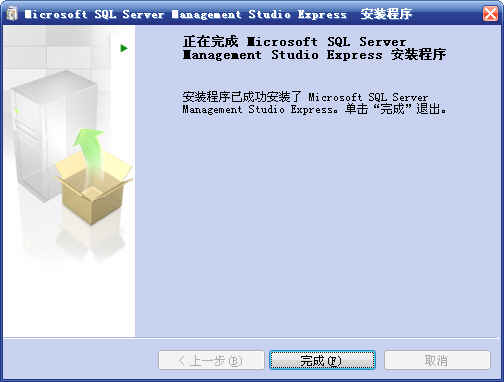 Microsoft SQL Server Management Studio Express 安装程序
正在完成 Microsoft SQL Server
Management Studio Express 安装程序
安装程序已成功安装了 Microsoft SQL Server
Management Studio Express。单击“完成”退出。
< 上一步(B)
完成(F)
取消